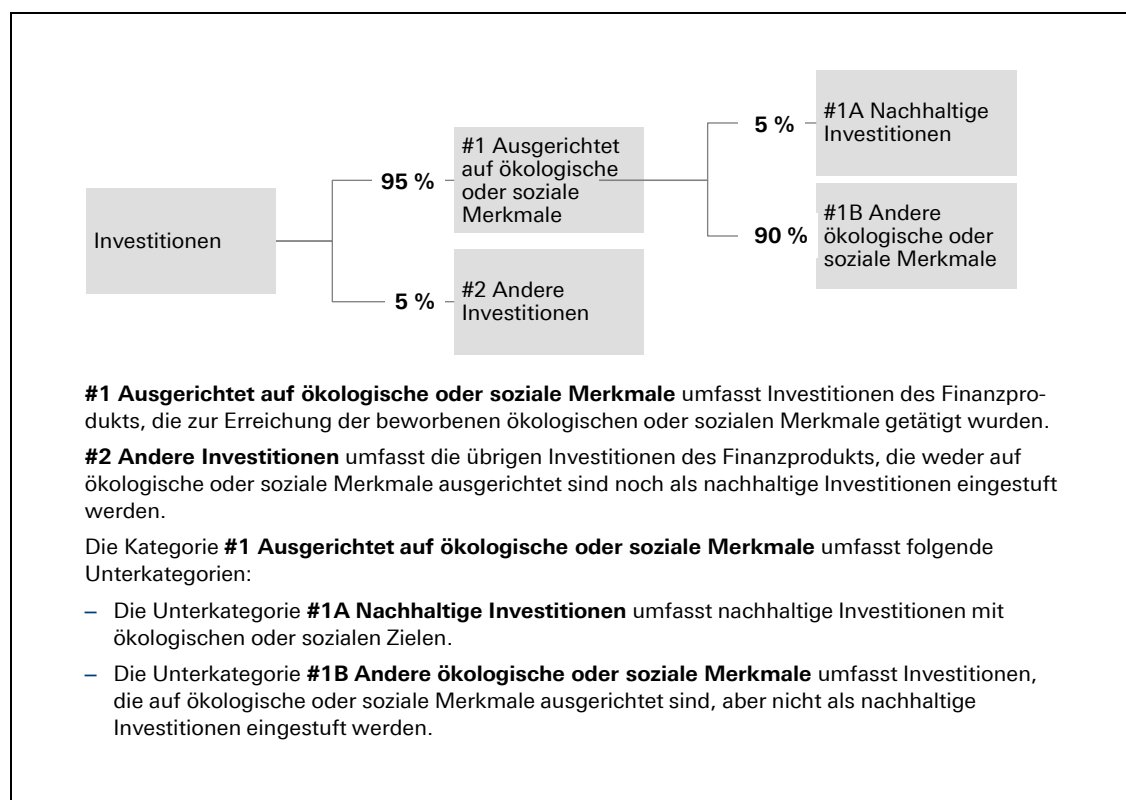 Investitionen
95 %
#1 Ausgerichtet
auf ökologische
oder soziale
Merkmale
5 %
#2 Andere
Investitionen
5 %
#1A Nachhaltige
Investitionen
90 %
#1B Andere
ökologische oder
soziale Merkmale
#1 Ausgerichtet auf ökologische oder soziale Merkmale umfasst Investitionen des Finanzpro-
dukts, die zur Erreichung der beworbenen ökologischen oder sozialen Merkmale getätigt wurden.
#2 Andere Investitionen umfasst die übrigen Investitionen des Finanzprodukts, die weder auf
ökologische oder soziale Merkmale ausgerichtet sind noch als nachhaltige Investitionen eingestuft
werden.
Die Kategorie #1 Ausgerichtet auf ökologische oder soziale Merkmale umfasst folgende
Unterkategorien:
– Die Unterkategorie #1A Nachhaltige Investitionen umfasst nachhaltige Investitionen mit
ökologischen oder sozialen Zielen.
– Die Unterkategorie #1B Andere ökologische oder soziale Merkmale umfasst Investitionen,
die auf ökologische oder soziale Merkmale ausgerichtet sind, aber nicht als nachhaltige
Investitionen eingestuft werden.